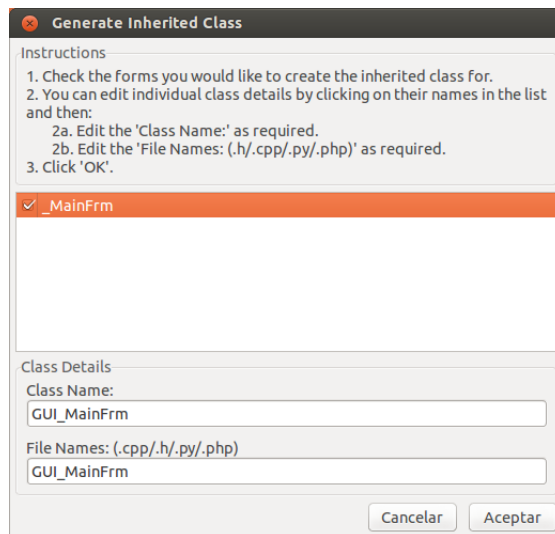 Generate Inherited Class
Instructions
1. Check the forms you would like to create the inherited class for.
2. You can edit individual class details by clicking on their names in the list
and then:
2a. Edit the 'Class Name:' as required.
2b. Edit the 'File Names: (.h/.cpp/.py/.php)' as required.
3. Click 'OK'.
_MainFrm
Class Details
Class Name:
GUI_MainFrm
File Names: (.cpp/.h/.py/.php)
GUI_MainFrm
Cancelar
Aceptar